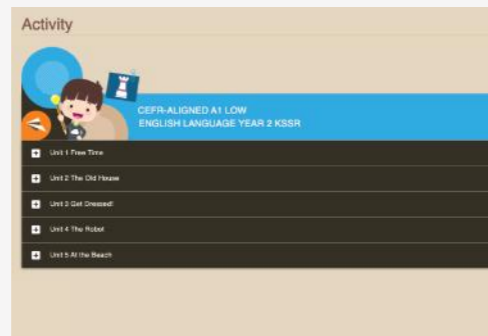 Activity
CEFR-ALIGNED A1 LOW
ENGLISH LANGUAGE YEAR 2 KSSR
Unit 1 Free Time
Unit 2 The Old House
Unit 3 Get Dressed!
Unit 4 The Robot
Unit 5 At the Beach